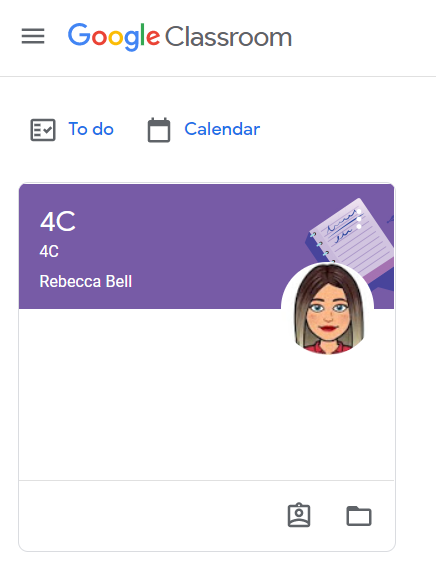 Google Classroom
To do
Calendar
4C
4C
Rebecca Bell